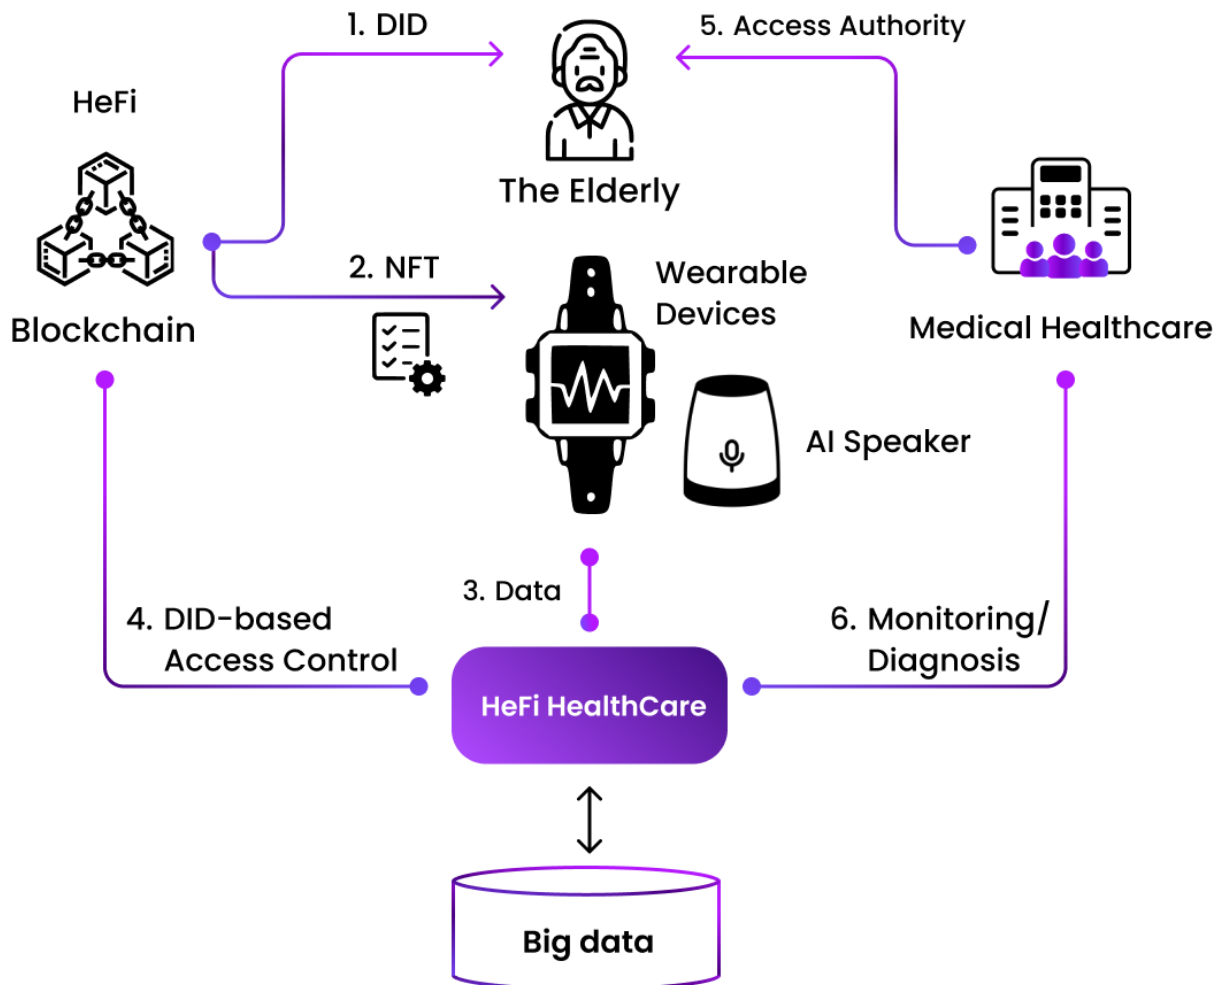 1. DID
5. Access Authority
HeFi
The Elderly
2. NFT
Wearable
Devices
Blockchain
Medical Healthcare
AI Speaker
3. Data
4. DID-based
Access Control
6. Monitoring/
Diagnosis
HeFi HealthCare
Big data